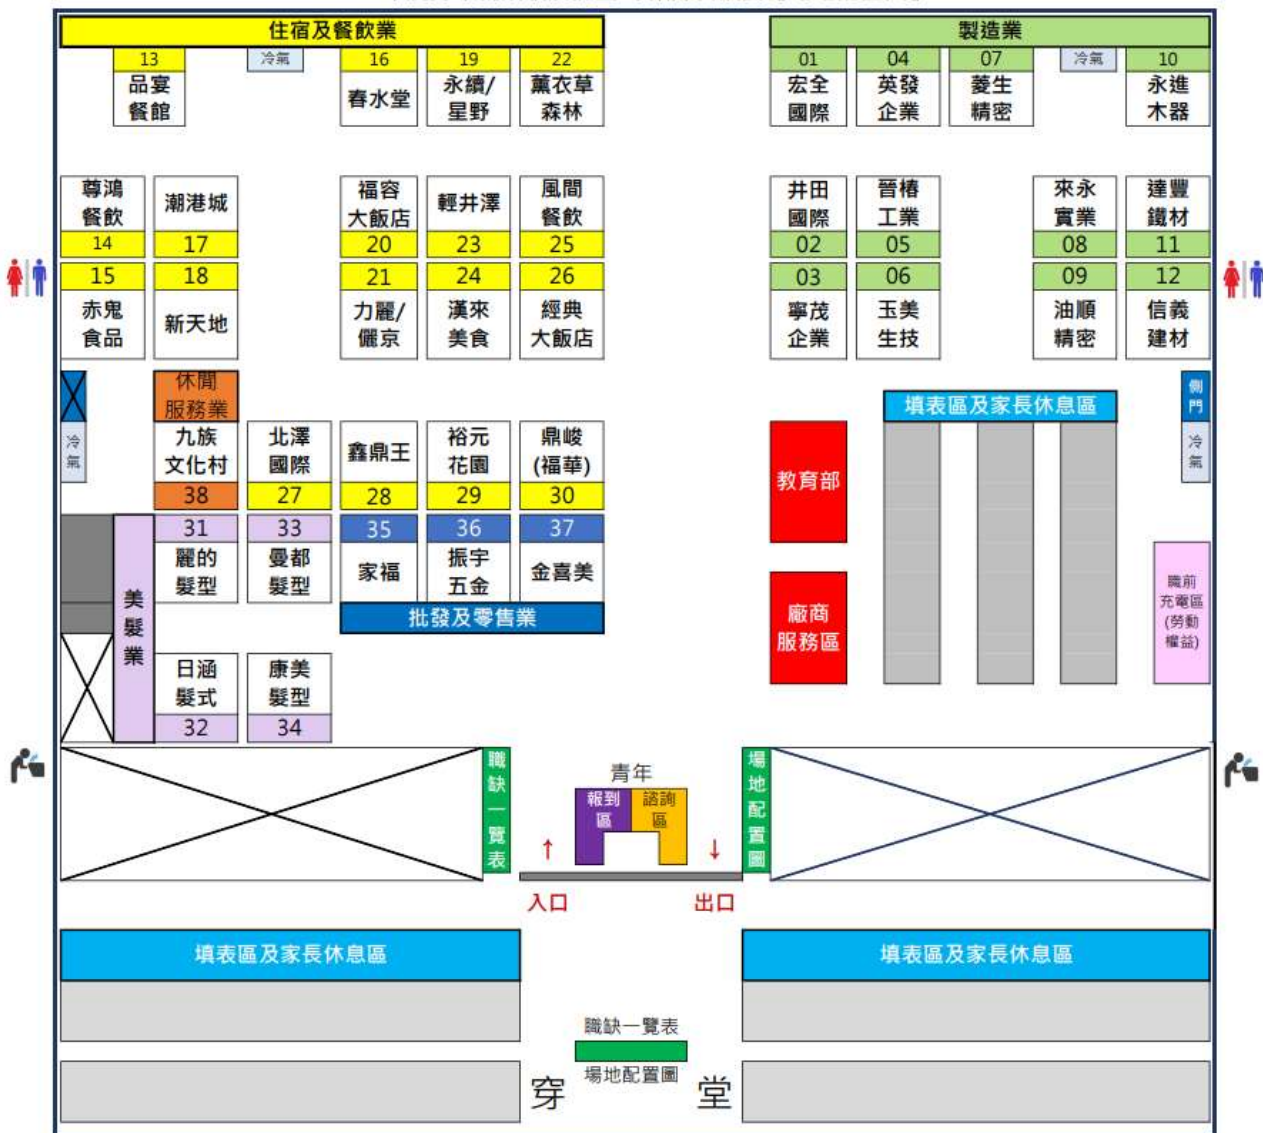 住宿及餐飲業
製造業
13
冷氣
16
19
22
01
04
07
冷氣
10
品宴
餐館
春水堂
永續/
星野
薰衣草
森林
宏全
國際
英發
企業
菱生
精密
永進
木器
尊鴻
餐飲
潮港城
福容
大飯店
輕井澤
風間
餐飲
井田
國際
晉椿
工業
來永
實業
達豐
鐵材
14
17
20
23
25
02
05
08
11
15
18
21
24
26
03
06
09
12
赤鬼
食品
新天地
力麗/
儷京
漢來
美食
經典
大飯店
寧茂
企業
玉美
生技
油順
精密
信義
建材
休閒
服務業
填表區及家長休息區
側
門
冷
氣
九族
文化村
北澤
國際
鑫鼎王
裕元
花園
鼎峻
(福華)
教育部
冷
氣
38
27
28
29
30
31
33
35
36
37
麗的
髮型
曼都
髮型
家福
振宇
五金
金喜美
美
髮
業
批發及零售業
廠商
服務區
職前
充電區
(勞動
權益)
日涵
髮式
康美
髮型
32
34
職
缺
一
覽
表
青年
報到
區
諮詢
區
場
地
配
置
圖
↑
↓
入口
出口
填表區及家長休息區
填表區及家長休息區
職缺一覽表
場地配置圖
穿
堂